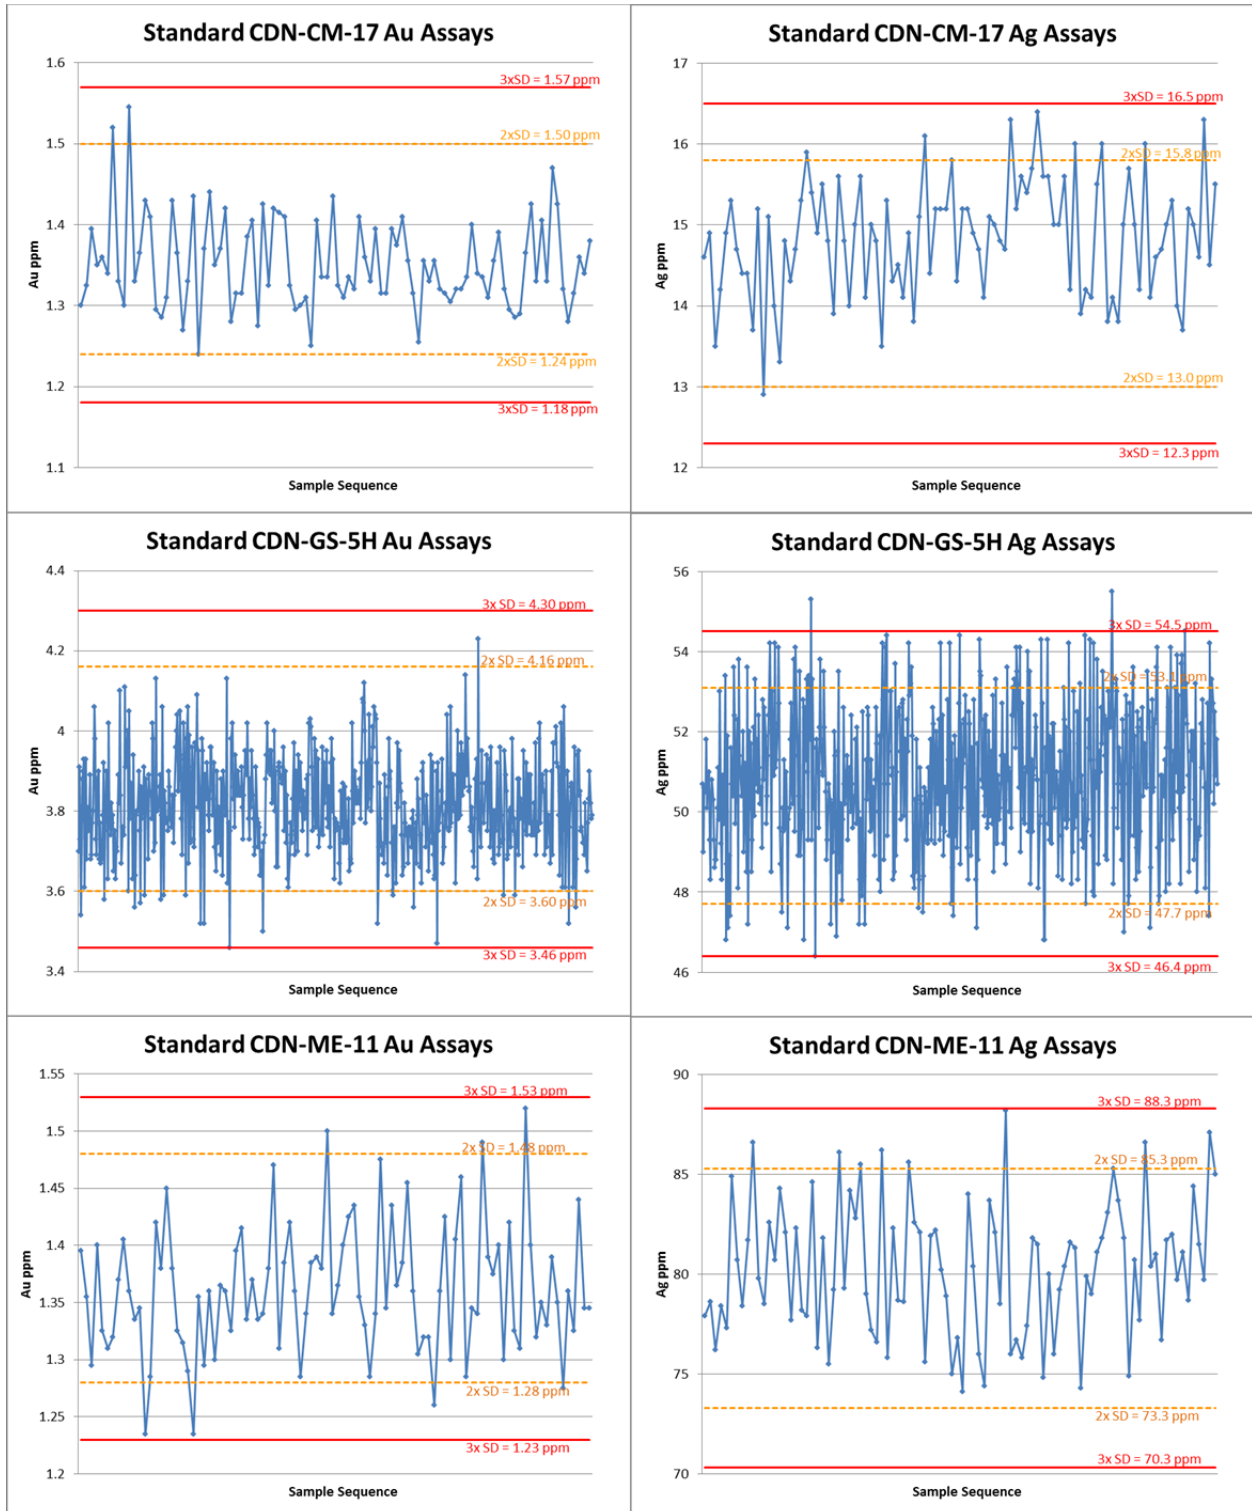 Standard CDN-CM-17 Au Assays
1.6
1.5
1.4
1.3
1.2
1.1
Au ppm
3xSD = 1.57 ppm
2xSD = 1.50 ppm
2xSD = 1.24 ppm
3xSD = 1.18 ppm
Sample Sequence
Standard CDN-CM-17 Ag Assays
17
16
15
14
13
12
Ag ppm
3xSD = 16.5 ppm
2xSD = 15.8 ppm
2xSD = 13.0 ppm
3xSD = 12.3 ppm
Sample Sequence
Standard CDN-GS-5H Au Assays
4.4
4.2
4
3.8
3.6
3.4
Au ppm
3x SD = 4.30 ppm
2x SD = 4.16 ppm
2x SD = 3.60 ppm
3x SD = 3.46 ppm
Sample Sequence
Standard CDN-GS-5H Ag Assays
56
54
52
50
48
46
Ag ppm
3x SD = 54.5 ppm
2x SD = 53.1 ppm
2x SD = 47.7 ppm
3x SD = 46.4 ppm
Sample Sequence
Standard CDN-ME-11 Au Assays
1.55
1.5
1.45
1.4
1.35
1.3
1.25
1.2
Au ppm
3x SD = 1.53 ppm
2x SD = 1.48 ppm
2x SD = 1.28 ppm
3x SD = 1.23 ppm
Sample Sequence
Standard CDN-ME-11 Ag Assays
90
85
80
75
70
Ag ppm
3x SD = 88.3 ppm
2x SD = 85.3 ppm
2x SD = 73.3 ppm
3x SD = 70.3 ppm
Sample Sequence